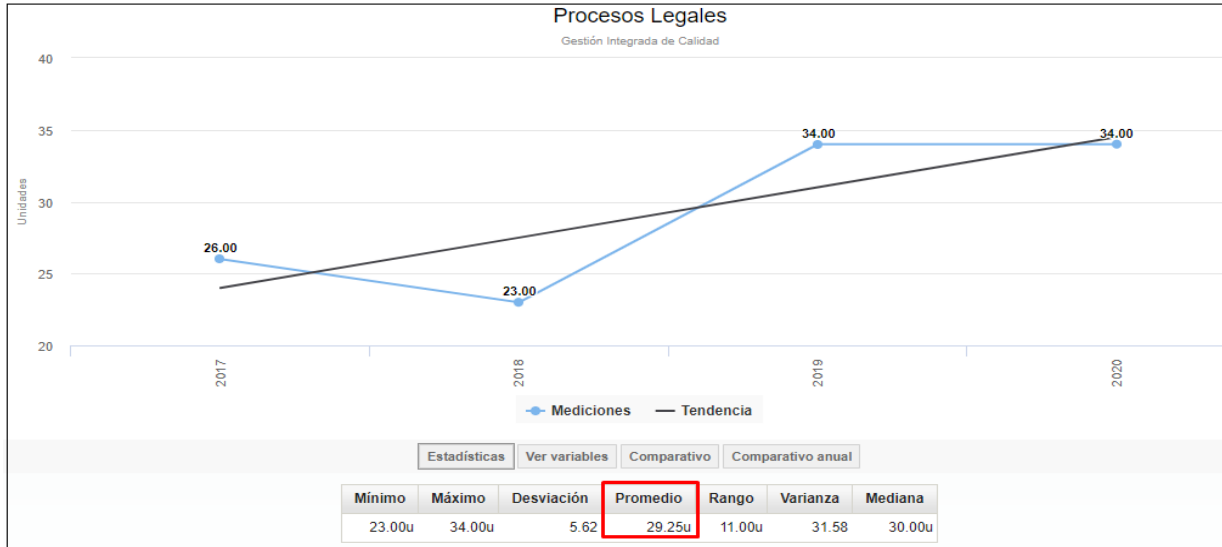 Procesos Legales
Gestión Integrada de Calidad
40
35
30
25
20
Unidades
26.00
23.00
34.00
34.00
2017
2018
2019
2020
Mediciones Tendencia
Estadísticas Ver variables Comparativo Comparativo anual
Mínimo Máximo Desviación Promedio Rango Varianza Mediana
23.00u 34.00u 5.62 29.25u 11.00u 31.58 30.00u